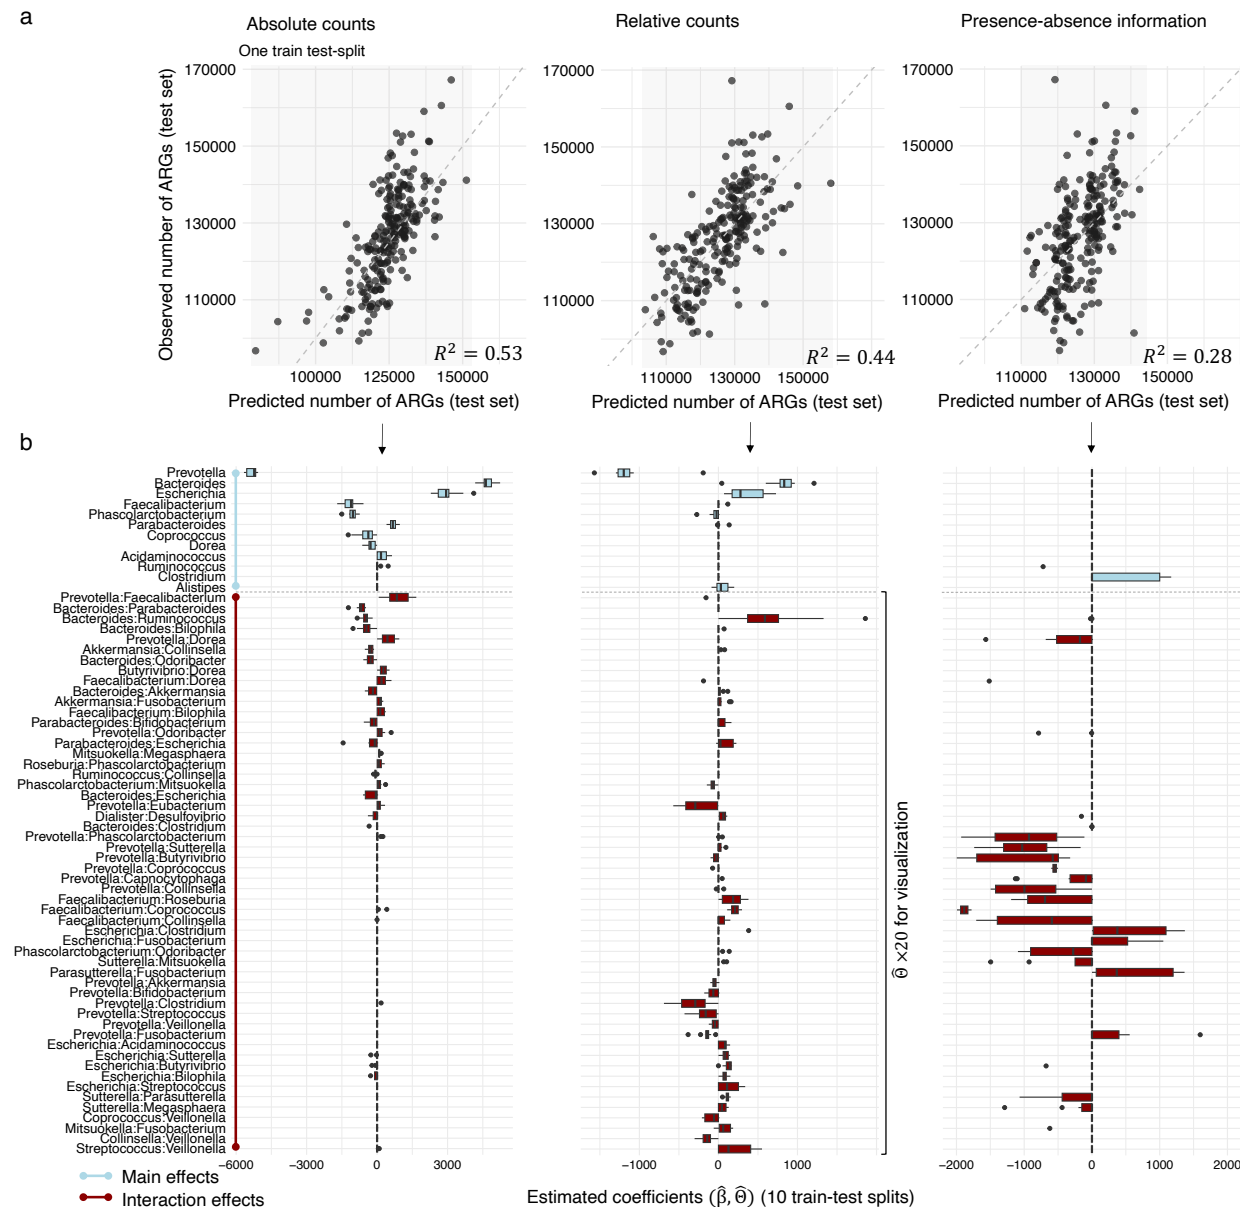 a
Absolute counts
Relative counts
Presence-absence information
One train test-split
170000
150000
130000
110000
170000
150000
130000
110000
170000
150000
130000
110000
Observed number of ARGs (test set)
R² = 0.53
R² = 0.44
R² = 0.28
100000 125000 150000
110000 130000 150000
110000 130000 150000
Predicted number of ARGs (test set)
Predicted number of ARGs (test set)
Predicted number of ARGs (test set)
b
Prevotella
Bacteroides
Escherichia
Faecalibacterium
Phascolarctobacterium
Parabacteroides
Coprococcus
Dorea
Acidaminococcus
Ruminococcus
Clostridium
Alistipes
Prevotella:Faecalibacterium
Bacteroides:Parabacteroides
Bacteroides:Ruminococcus
Bacteroides:Bilophila
Prevotella:Dorea
Akkermansia:Collinsella
Bacteroides:Odoribacter
Butyrivibrio:Dorea
Faecalibacterium:Dorea
Bacteroides:Akkermansia
Akkermansia:Fusobacterium
Faecalibacterium:Bilophila
Parabacteroides:Bifidobacterium
Prevotella:Odoribacter
Parabacteroides:Escherichia
Mitsuokella:Megasphaera
Roseburia:Phascolarctobacterium
Ruminococcus:Collinsella
Phascolarctobacterium:Mitsuokella
Bacteroides:Escherichia
Prevotella:Eubacterium
Dialister:Desulfovibrio
Bacteroides:Clostridium
Prevotella:Phascolarctobacterium
Prevotella:Sutterella
Prevotella:Butyrivibrio
Prevotella:Coprococcus
Prevotella:Capnocytophaga
Prevotella:Collinsella
Faecalibacterium:Roseburia
Faecalibacterium:Coprococcus
Faecalibacterium:Collinsella
Escherichia:Clostridium
Escherichia:Fusobacterium
Phascolarctobacterium:Odoribacter
Sutterella:Mitsuokella
Parasutterella:Fusobacterium
Prevotella:Akkermansia
Prevotella:Bifidobacterium
Prevotella:Clostridium
Prevotella:Streptococcus
Prevotella:Veillonella
Prevotella:Fusobacterium
Escherichia:Acidaminococcus
Escherichia:Sutterella
Escherichia:Butyrivibrio
Escherichia:Bilophila
Escherichia:Streptococcus
Sutterella:Parasutterella
Sutterella:Megasphaera
Coprococcus:Veillonella
Mitsuokella:Fusobacterium
Collinsella:Veillonella
Streptococcus:Veillonella
Θ̂ ×20 for visualization
−6000 −3000 0 3000
−1000 0 1000
−2000 −1000 0 1000 2000
Main effects
Interaction effects
Estimated coefficients (β̂, Θ̂) (10 train-test splits)